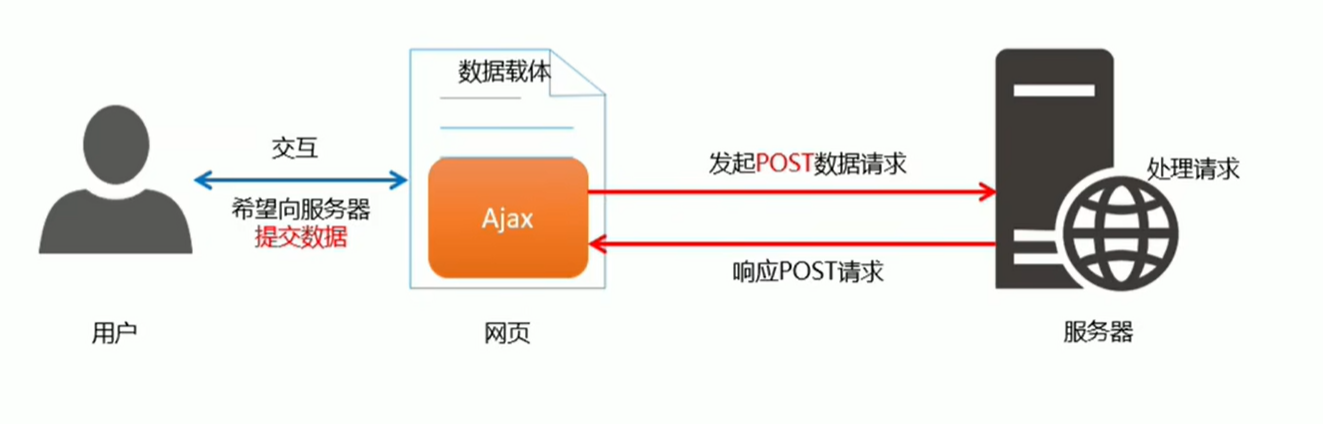 数据载体
交互
希望向服务器
提交数据
Ajax
发起POST数据请求
响应POST请求
处理请求
用户
网页
服务器